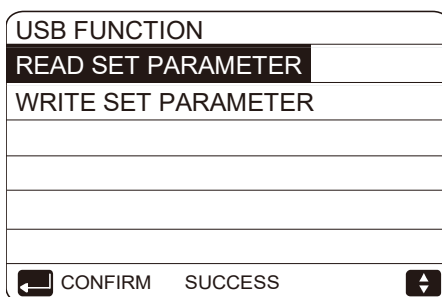 USB FUNCTION
READ SET PARAMETER
WRITE SET PARAMETER
CONFIRM SUCCESS